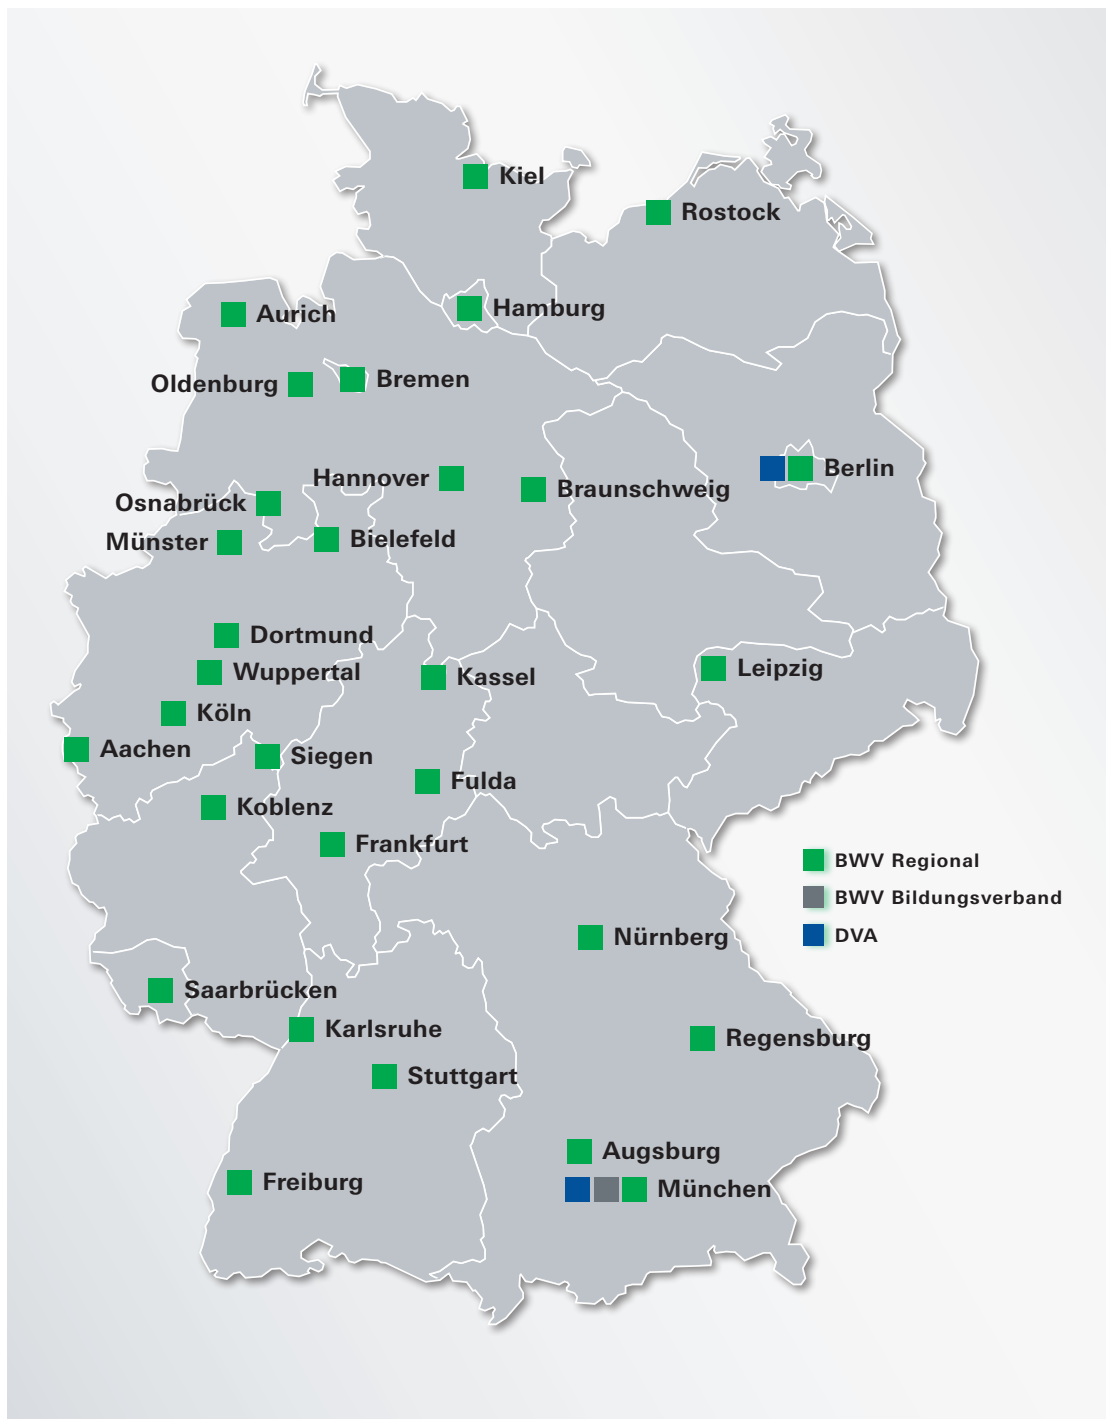 Kiel
Rostock
Hamburg
Aurich
Bremen
Oldenburg
Berlin
Hannover
Braunschweig
Osnabrück
Bielefeld
Münster
Dortmund
Leipzig
Wuppertal
Kassel
Köln
Aachen
Siegen
Fulda
Koblenz
Frankfurt
BWV Regional
BWV Bildungsverband
DVA
Nürnberg
Saarbrücken
Karlsruhe
Regensburg
Stuttgart
Augsburg
Freiburg
München